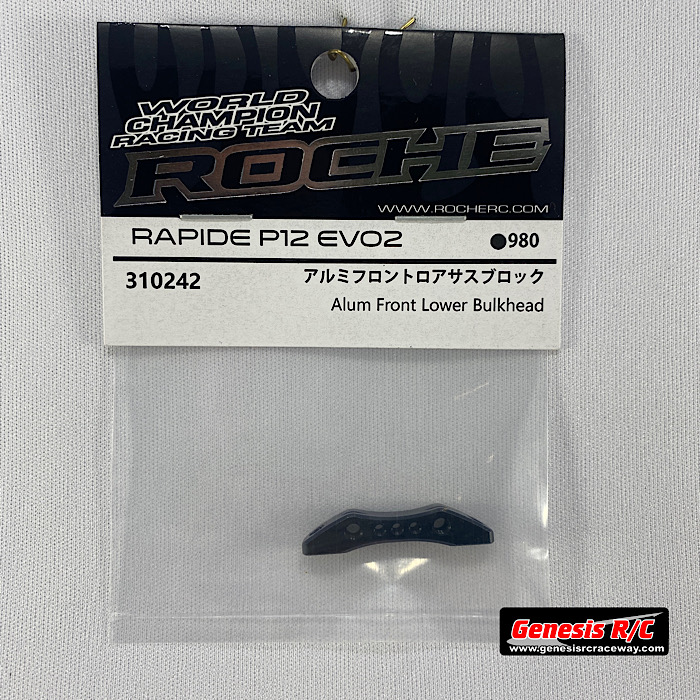 WORLD
CHAMPION
RACING TEAM
ROCHE
WWW.ROCHERC.COM
RAPIDE P12 EVO2
●980
310242
アルミフロントロアサスブロック
Alum Front Lower Bulkhead
Genesis R/C
www.genesisrcraceway.com